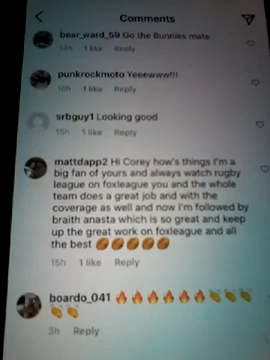 Comments
bear_ward_59 Go the Bunnies mate
14h 1 like Reply
punkrockmoto Yeeewww!!!
16h 1 like Reply
srbguy1 Looking good
15h 1 like Reply
mattdapp2 Hi Corey how's things I'm a
big fan of yours and always watch rugby
league on foxleague you and the whole
team does a great job and with the
coverage as well and now I'm followed by
braith anasta which is so great and keep
up the great work on foxleague and all
the best 🏉🏉🏉🏉🏉
15h 1 like Reply
boardo_041 🔥🔥🔥🔥🔥🔥👏👏👏
👏👏
3h Reply